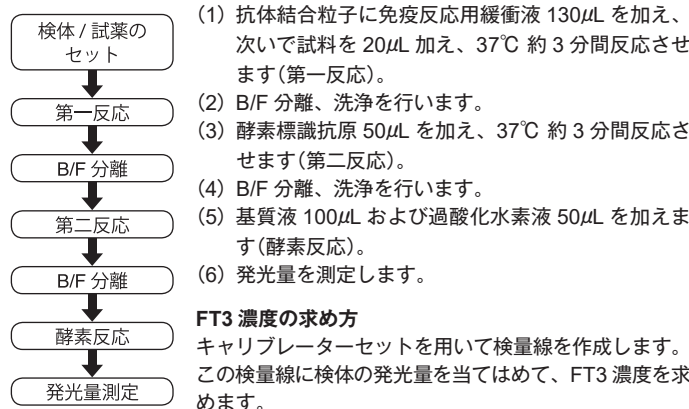 検体 / 試薬の
セット
第一反応
B/F 分離
第二反応
B/F 分離
酵素反応
発光量測定
(1) 抗体結合粒子に免疫反応用緩衝液 130μL を加え、
次いで試料を 20μL 加え、37℃ 約 3 分間反応させ
ます(第一反応)。
(2) B/F 分離、洗浄を行います。
(3) 酵素標識抗原 50μL を加え、37℃ 約 3 分間反応さ
せます(第二反応)。
(4) B/F 分離、洗浄を行います。
(5) 基質液 100μL および過酸化水素液 50μL を加えま
す(酵素反応)。
(6) 発光量を測定します。
FT3 濃度の求め方
キャリブレーターセットを用いて検量線を作成します。
この検量線に検体の発光量を当てはめて、FT3 濃度を求
めます。